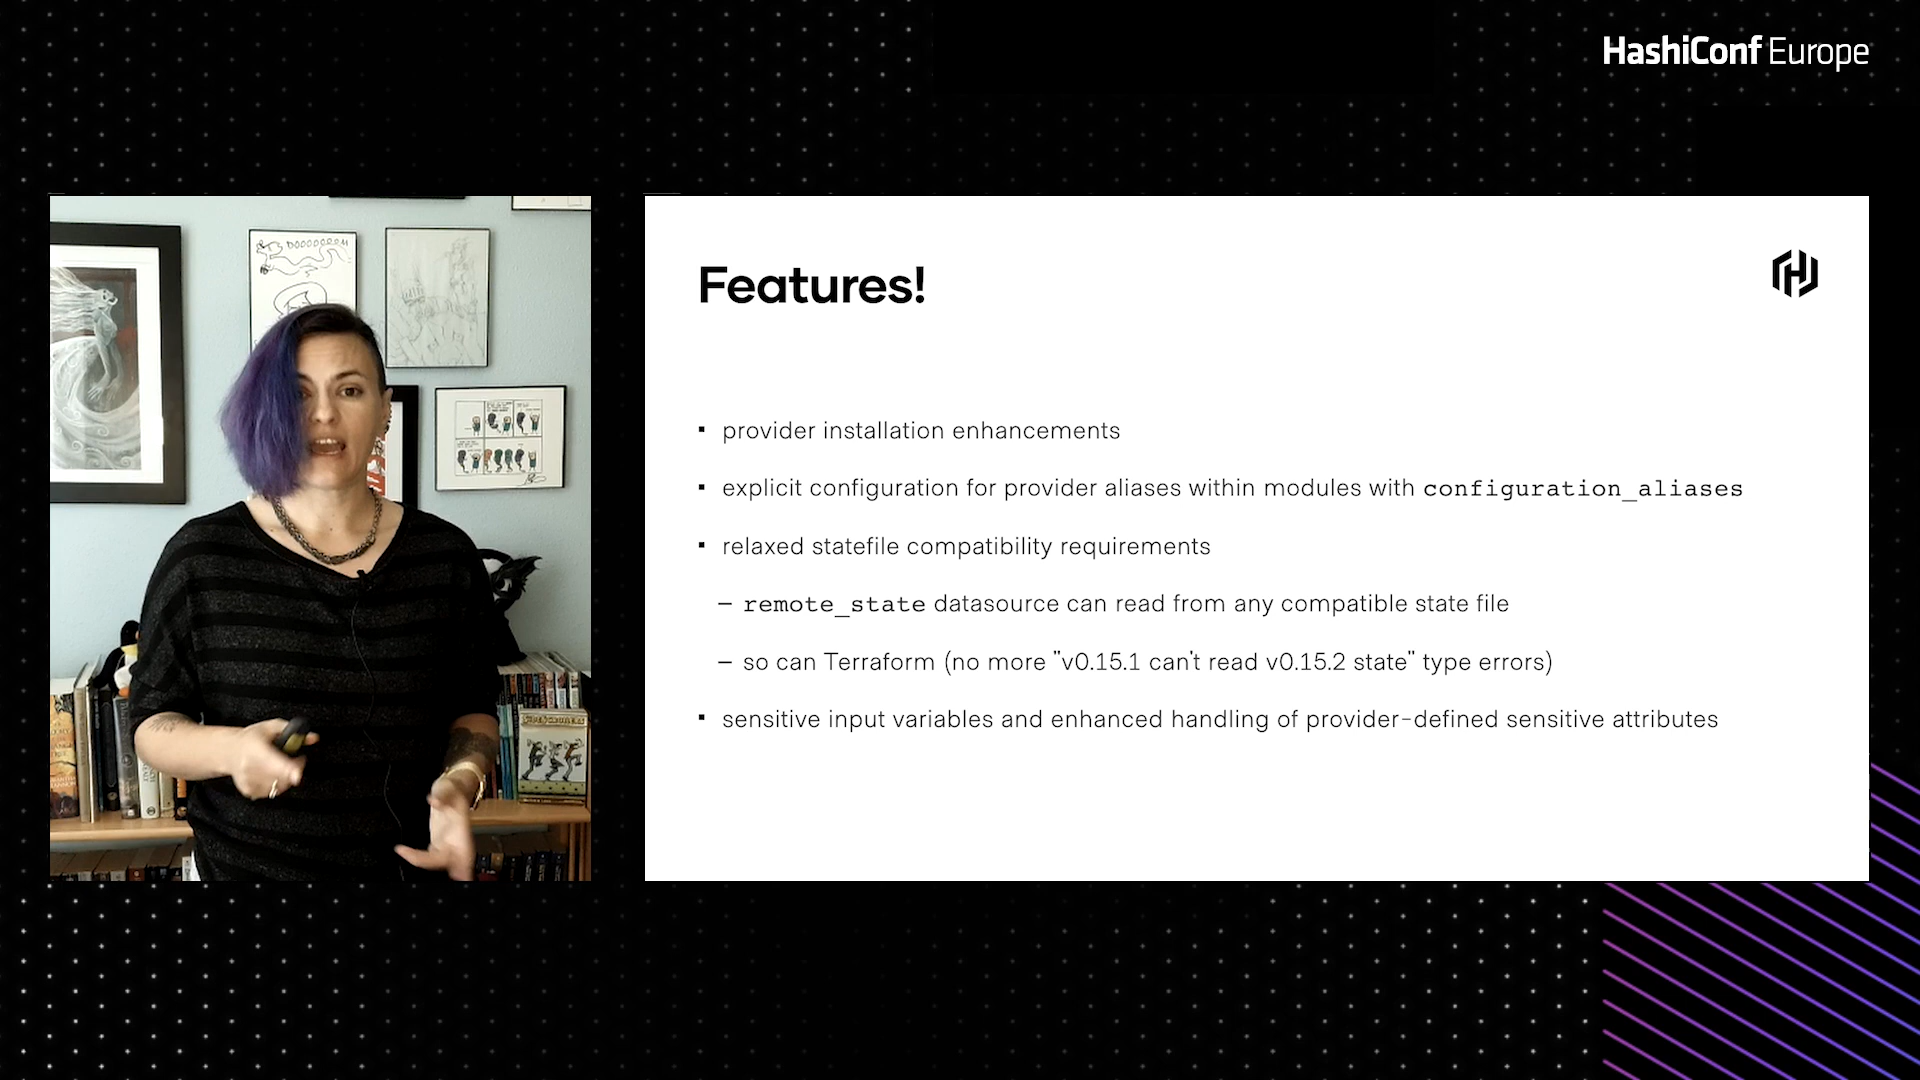 HashiConf Europe
DOOOOOOOM
Features!
▪ provider installation enhancements
▪ explicit configuration for provider aliases within modules with configuration_aliases
▪ relaxed statefile compatibility requirements
– remote_state datasource can read from any compatible state file
– so can Terraform (no more "v0.15.1 can't read v0.15.2 state" type errors)
▪ sensitive input variables and enhanced handling of provider-defined sensitive attributes